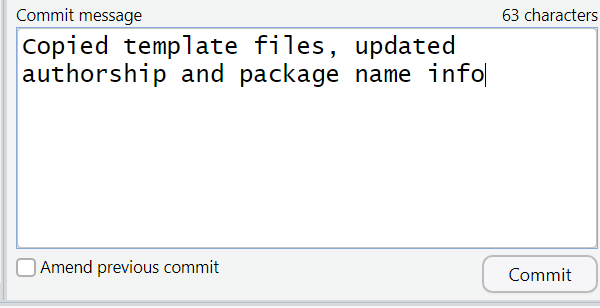 Commit message 63 characters
Copied template files, updated
authorship and package name info
Amend previous commit
Commit